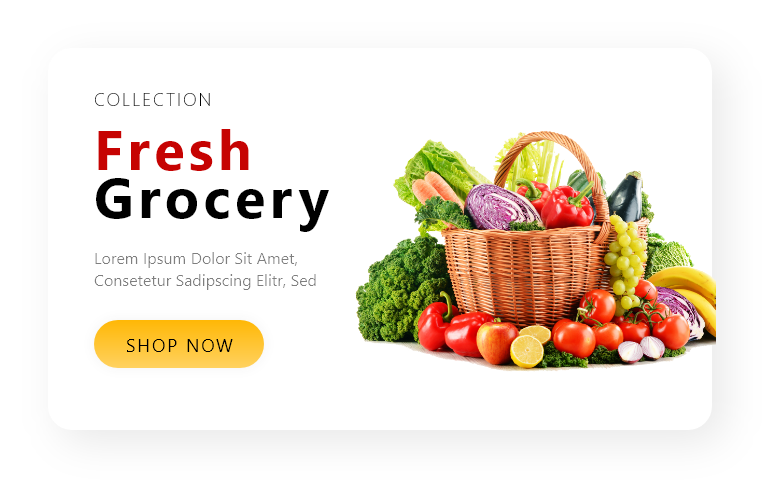 COLLECTION
Fresh
Grocery
Lorem Ipsum Dolor Sit Amet,
Consetetur Sadipscing Elitr, Sed
SHOP NOW